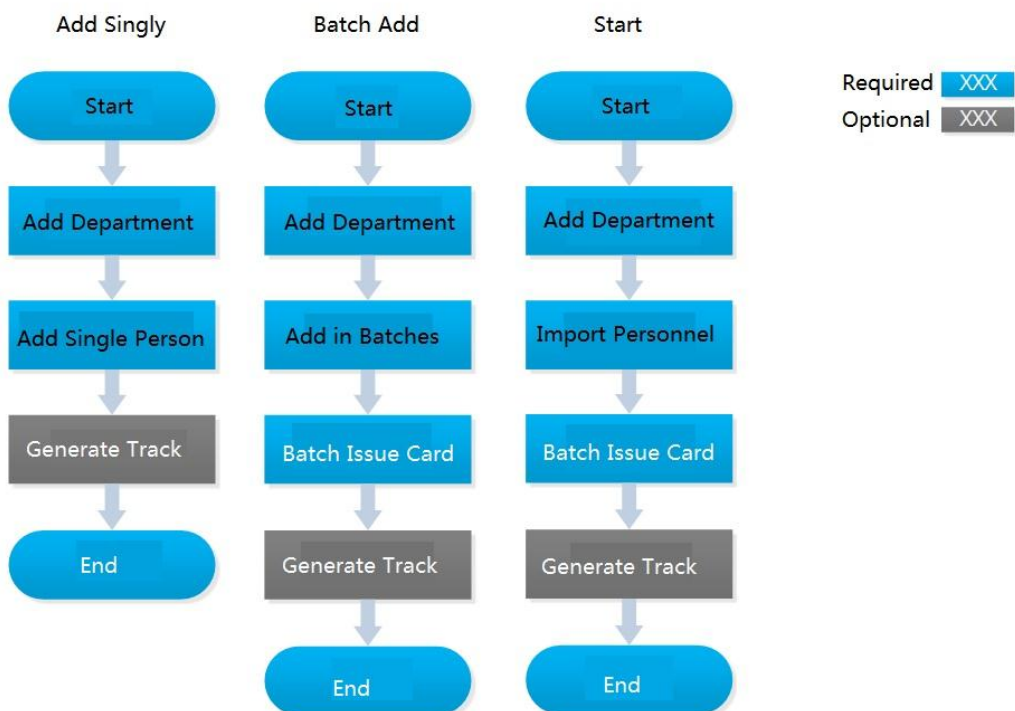 Add Singly
Start
Add Department
Add Single Person
Generate Track
End
Batch Add
Start
Add Department
Add in Batches
Batch Issue Card
Generate Track
End
Start
Start
Add Department
Import Personnel
Batch Issue Card
Generate Track
End
Required XXX
Optional XXX